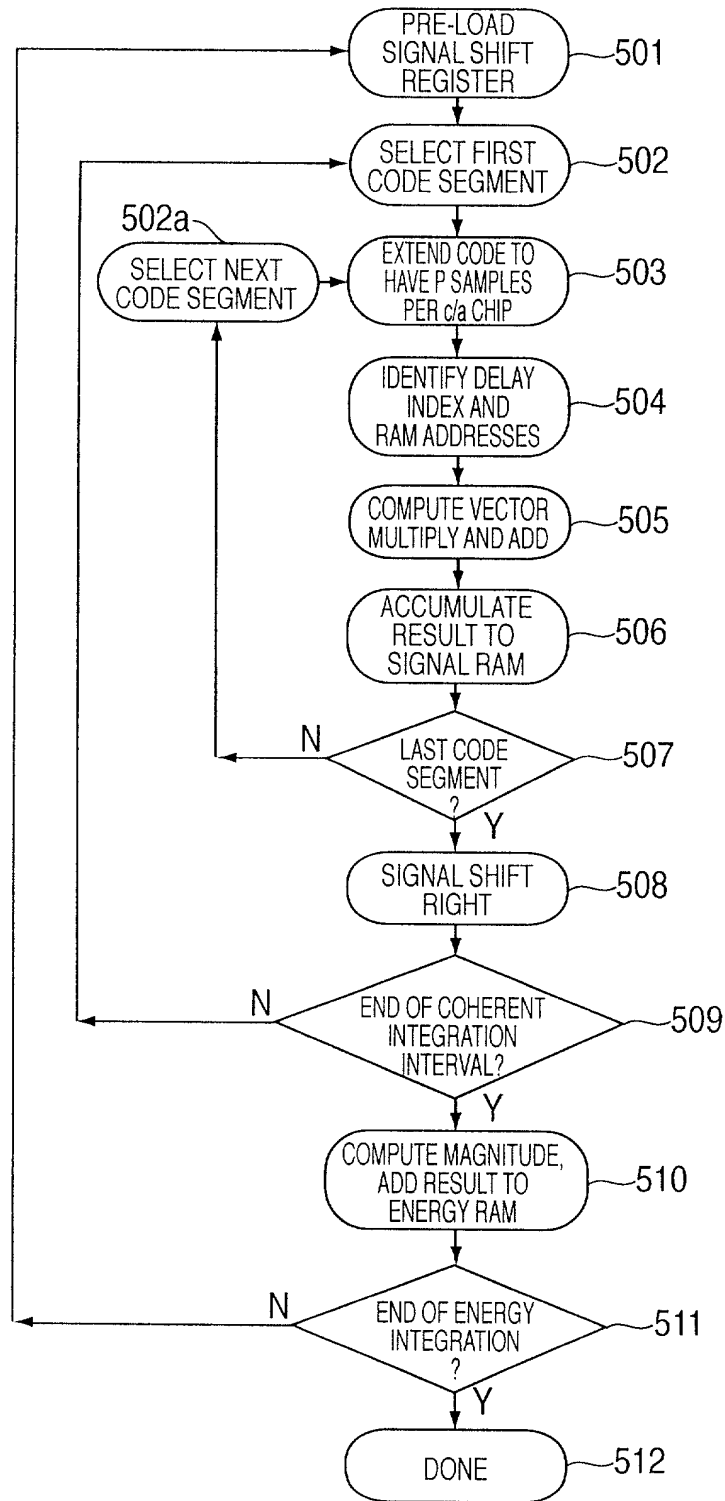 PRE-LOAD
SIGNAL SHIFT
REGISTER
501
SELECT FIRST
CODE SEGMENT
502
502a
SELECT NEXT
CODE SEGMENT
EXTEND CODE TO
HAVE P SAMPLES
PER c/a CHIP
503
IDENTIFY DELAY
INDEX AND
RAM ADDRESSES
504
COMPUTE VECTOR
MULTIPLY AND ADD
505
ACCUMULATE
RESULT TO
SIGNAL RAM
506
N
LAST CODE
SEGMENT
?
507
Y
SIGNAL SHIFT
RIGHT
508
N
END OF COHERENT
INTEGRATION
INTERVAL?
509
Y
COMPUTE MAGNITUDE,
ADD RESULT TO
ENERGY RAM
510
N
END OF ENERGY
INTEGRATION
?
511
Y
DONE
512